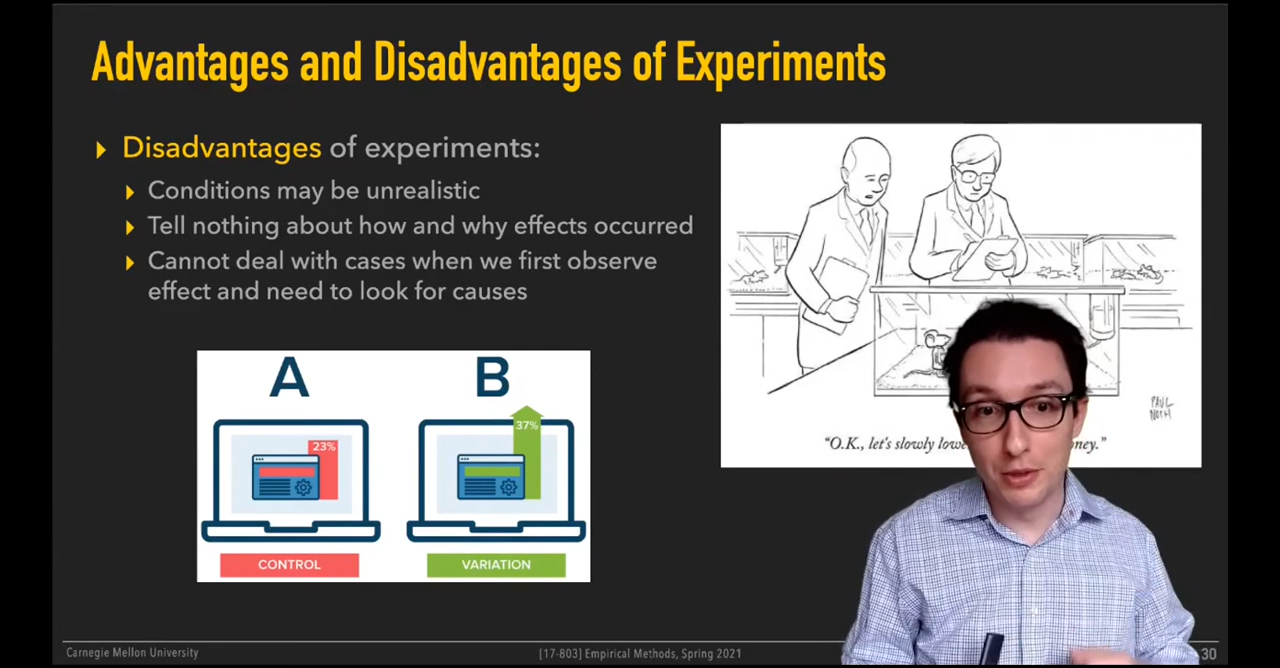 Advantages and Disadvantages of Experiments
Disadvantages of experiments:
Conditions may be unrealistic
Tell nothing about how and why effects occurred
Cannot deal with cases when we first observe
effect and need to look for causes
A
B
23%
37%
CONTROL
VARIATION
PAUL
NOTH
"O.K., let's slowly
Carnegie Mellon University
[17-803] Empirical Methods, Spring 2021
30